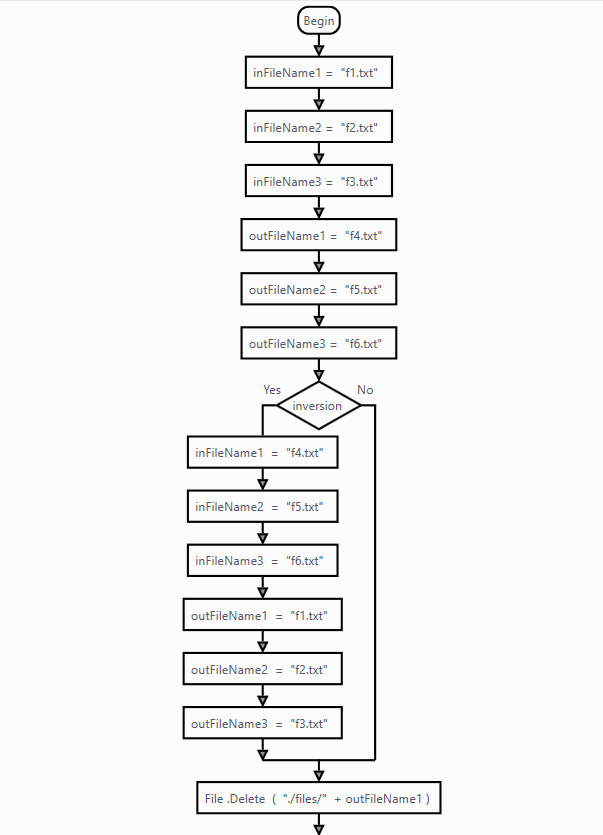 Begin
inFileName1 = "f1.txt"
inFileName2 = "f2.txt"
inFileName3 = "f3.txt"
outFileName1 = "f4.txt"
outFileName2 = "f5.txt"
outFileName3 = "f6.txt"
Yes
No
inversion
inFileName1 = "f4.txt"
inFileName2 = "f5.txt"
inFileName3 = "f6.txt"
outFileName1 = "f1.txt"
outFileName2 = "f2.txt"
outFileName3 = "f3.txt"
File .Delete ( "./files/" + outFileName1 )